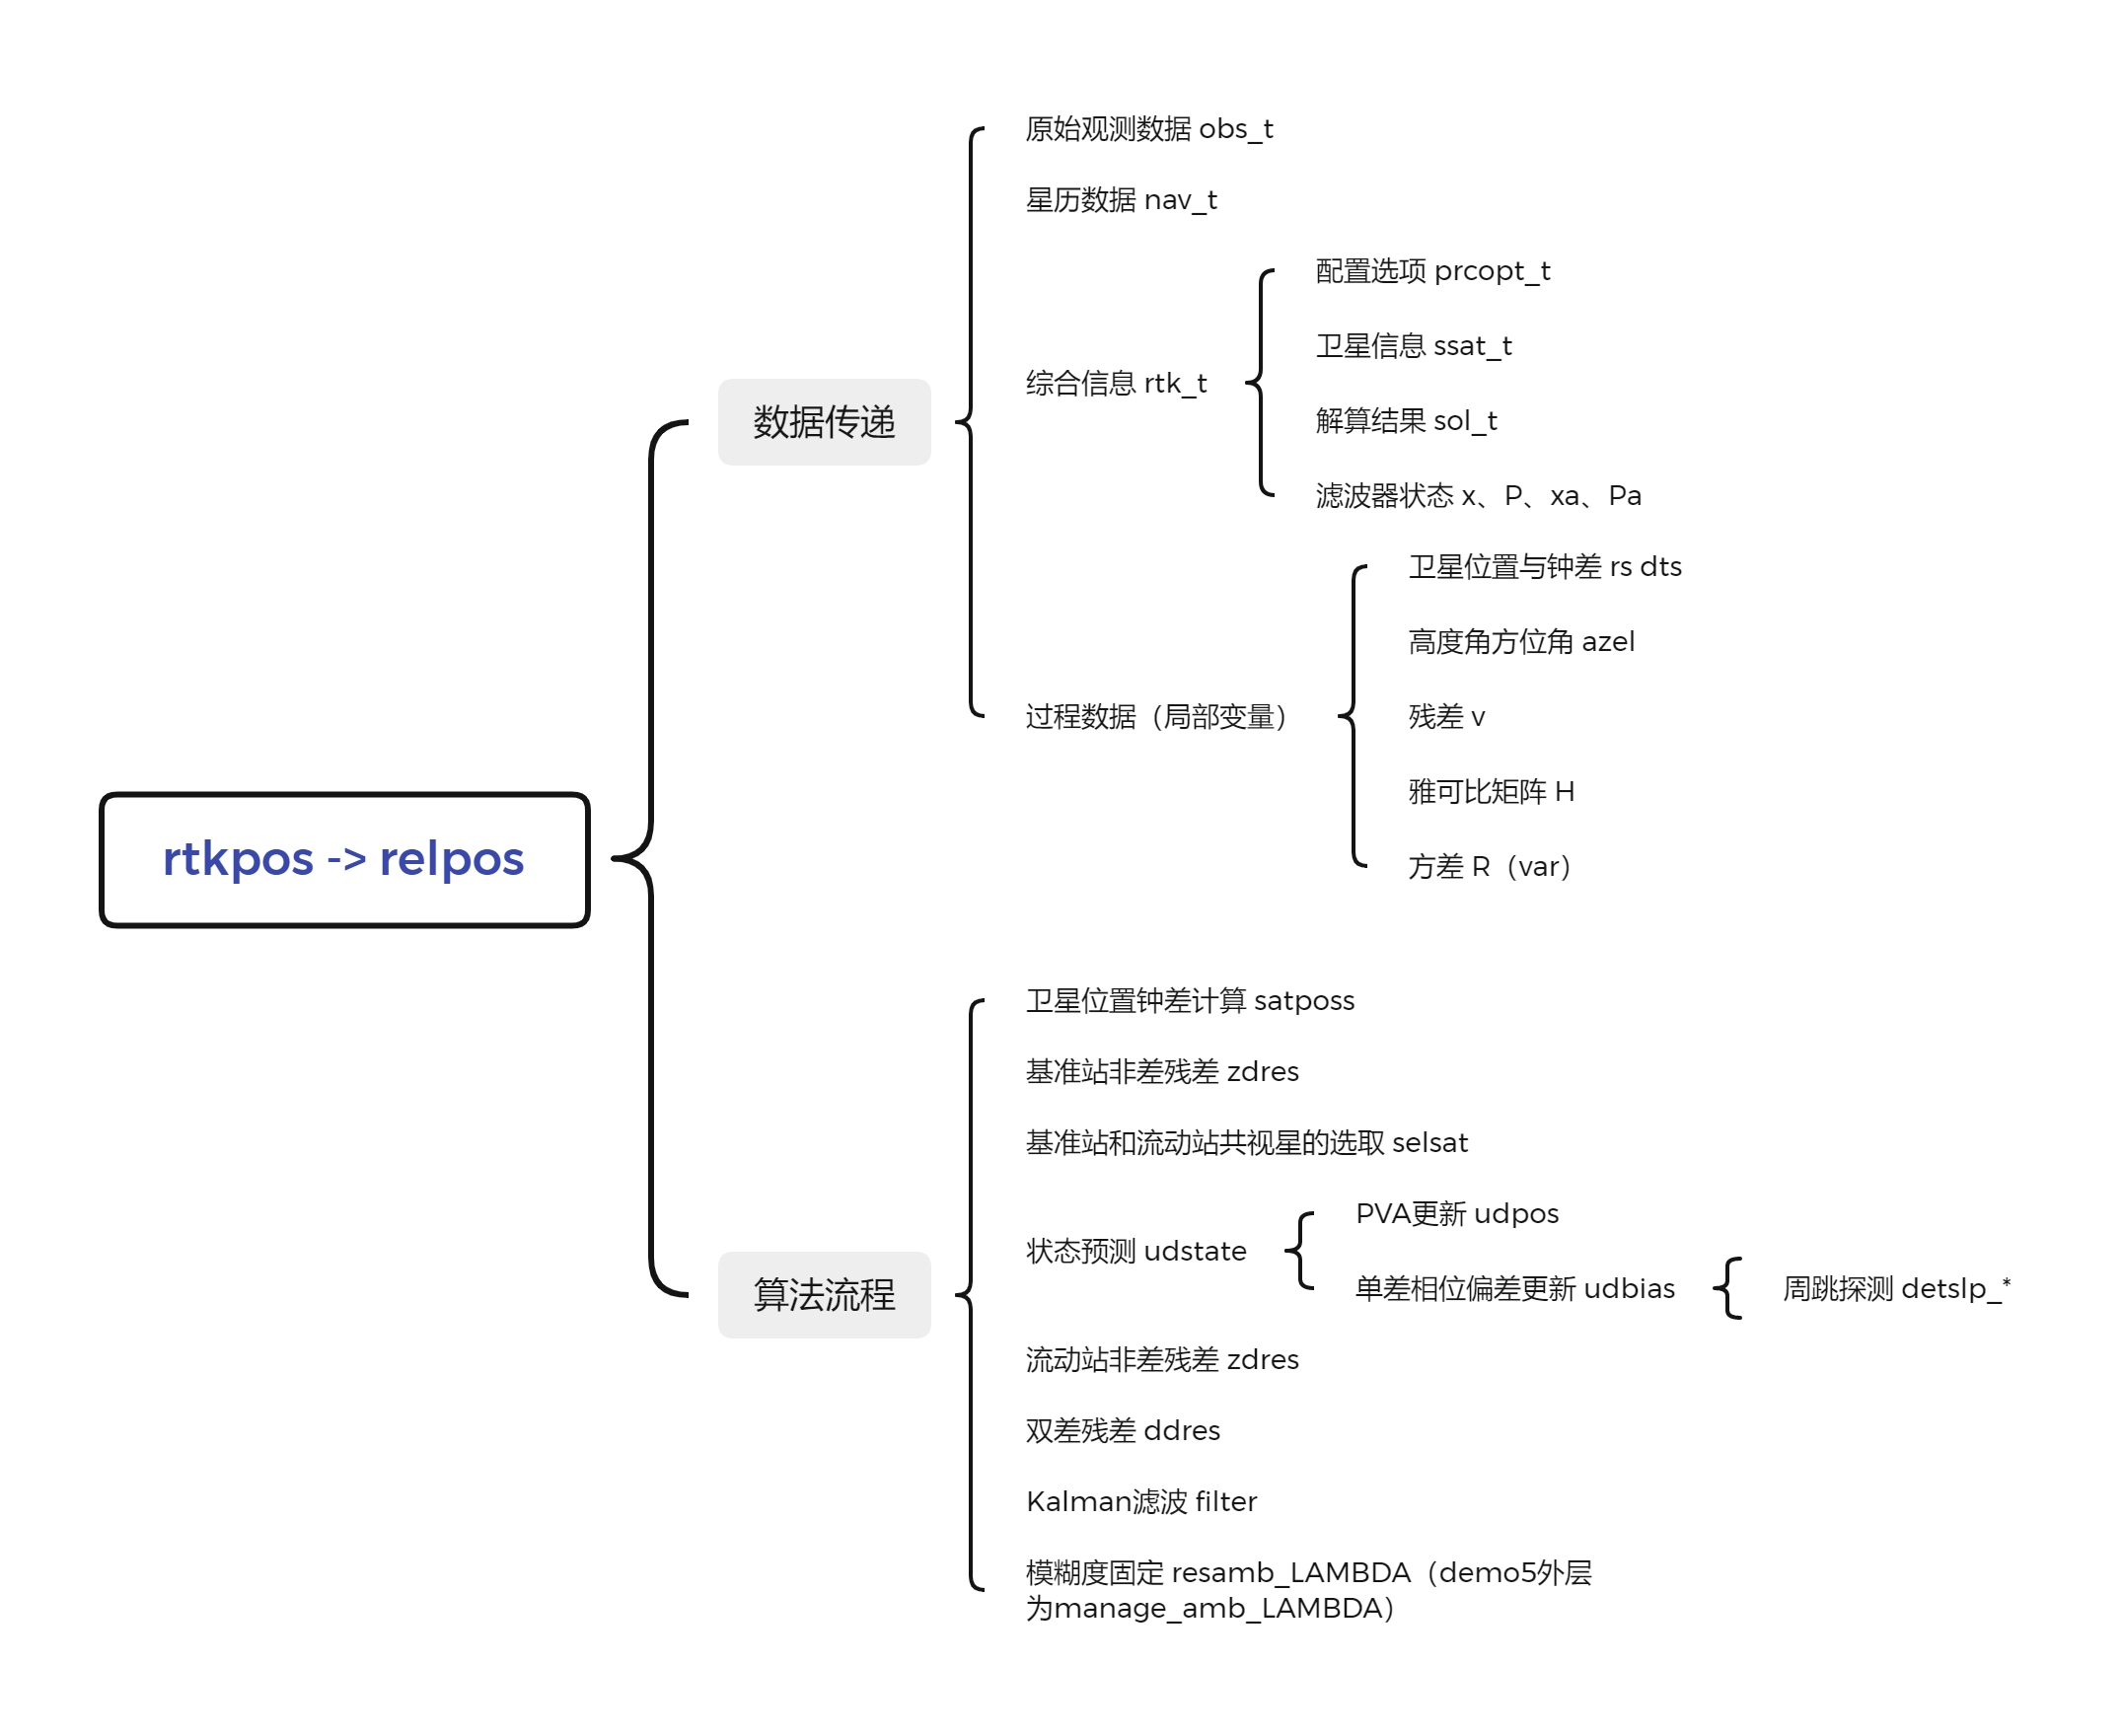 rtkpos -> relpos
数据传递
原始观测数据 obs_t
星历数据 nav_t
综合信息 rtk_t
配置选项 prcopt_t
卫星信息 ssat_t
解算结果 sol_t
滤波器状态 x、P、xa、Pa
过程数据（局部变量）
卫星位置与钟差 rs dts
高度角方位角 azel
残差 v
雅可比矩阵 H
方差 R（var）
算法流程
卫星位置钟差计算 satposs
基准站非差残差 zdres
基准站和流动站共视星的选取 selsat
状态预测 udstate
PVA更新 udpos
单差相位偏差更新 udbias
周跳探测 detslp_*
流动站非差残差 zdres
双差残差 ddres
Kalman滤波 filter
模糊度固定 resamb_LAMBDA（demo5外层
为manage_amb_LAMBDA）